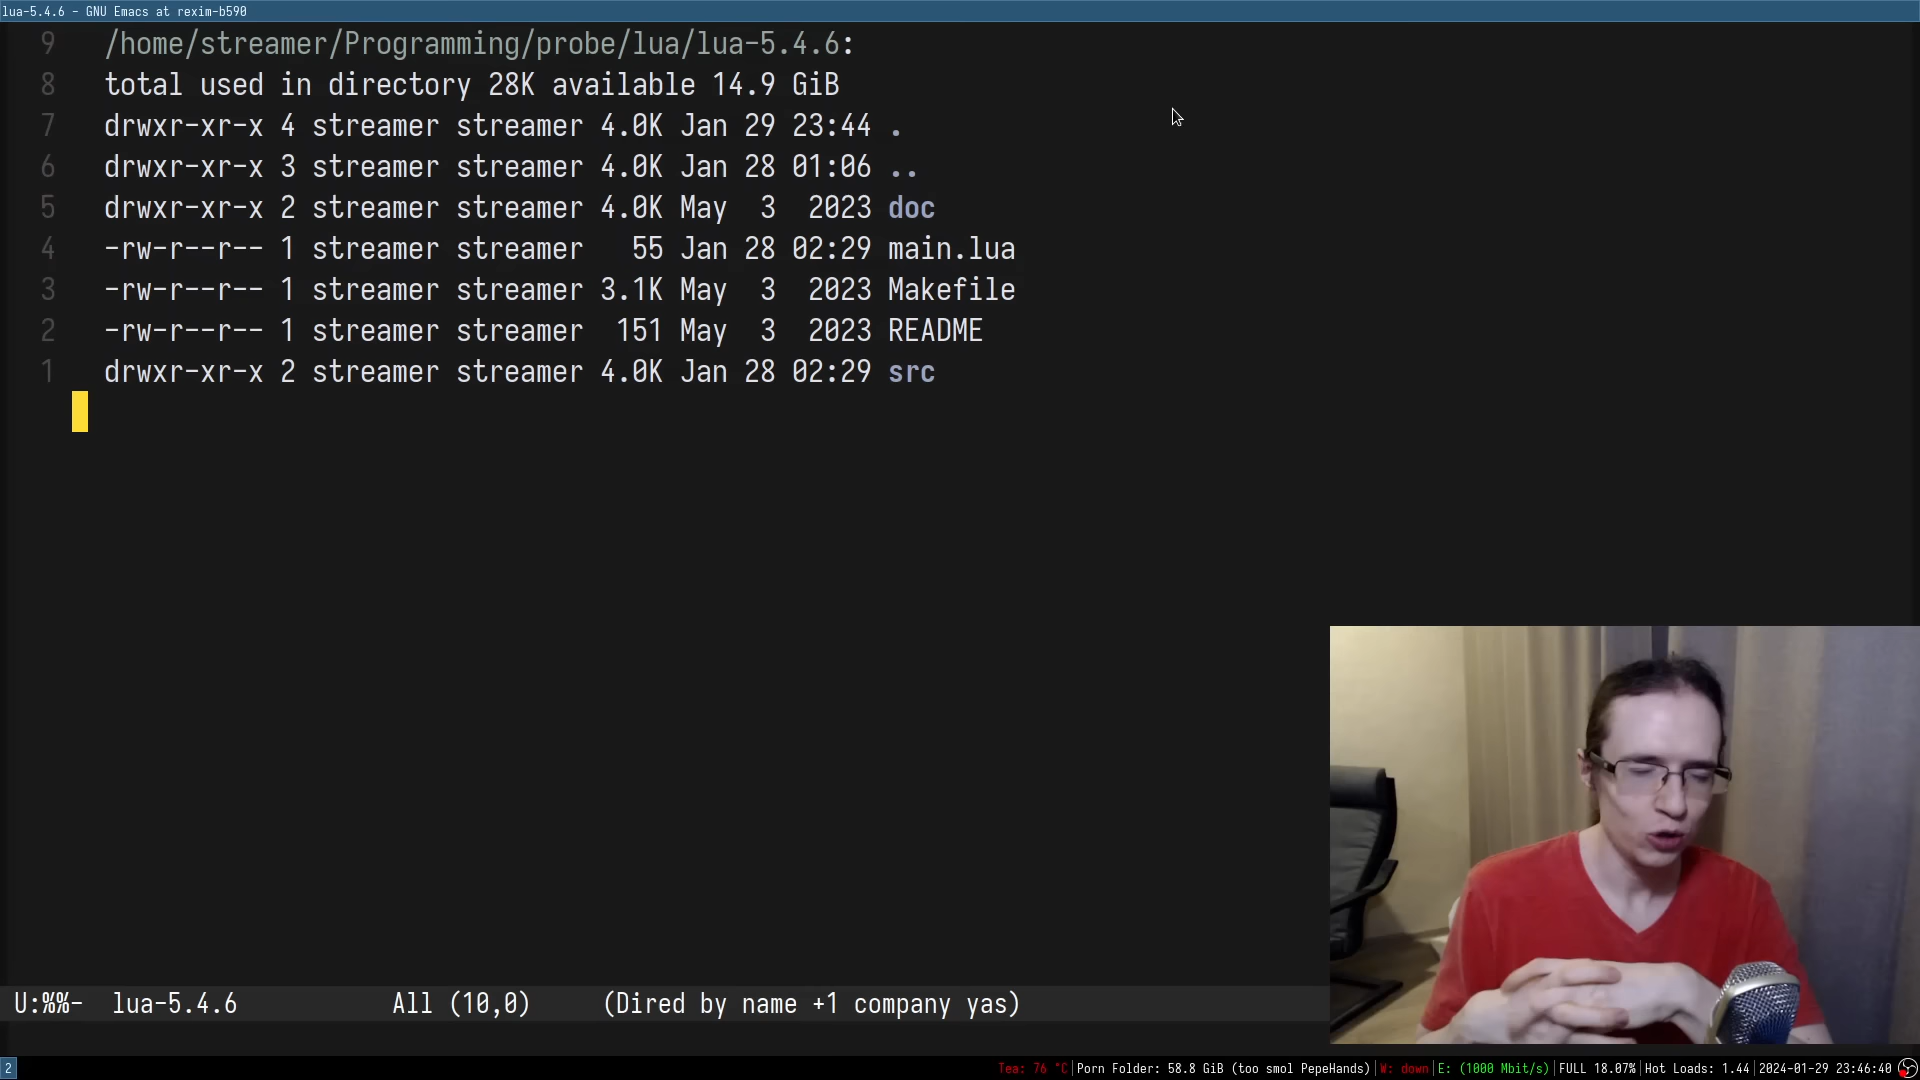 lua-5.4.6 - GNU Emacs at rexim-b590
9 /home/streamer/Programming/probe/lua/lua-5.4.6:
8 total used in directory 28K available 14.9 GiB
7 drwxr-xr-x 4 streamer streamer 4.0K Jan 29 23:44 .
6 drwxr-xr-x 3 streamer streamer 4.0K Jan 28 01:06 ..
5 drwxr-xr-x 2 streamer streamer 4.0K May  3  2023 doc
4 -rw-r--r-- 1 streamer streamer   55 Jan 28 02:29 main.lua
3 -rw-r--r-- 1 streamer streamer 3.1K May  3  2023 Makefile
2 -rw-r--r-- 1 streamer streamer  151 May  3  2023 README
1 drwxr-xr-x 2 streamer streamer 4.0K Jan 28 02:29 src
U:%%-  lua-5.4.6          All (10,0)     (Dired by name +1 company yas)
2 Tea: 76 °C|Porn Folder: 58.8 GiB (too smol PepeHands)|W: down|E: (1000 Mbit/s)|FULL 18.07%|Hot Loads: 1.44|2024-01-29 23:46:40